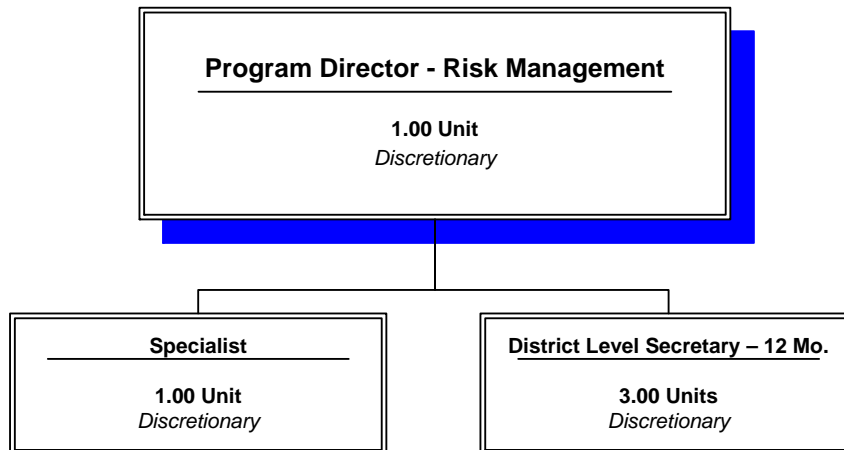 Program Director - Risk Management
1.00 Unit
Discretionary
Specialist
1.00 Unit
Discretionary
District Level Secretary – 12 Mo.
3.00 Units
Discretionary